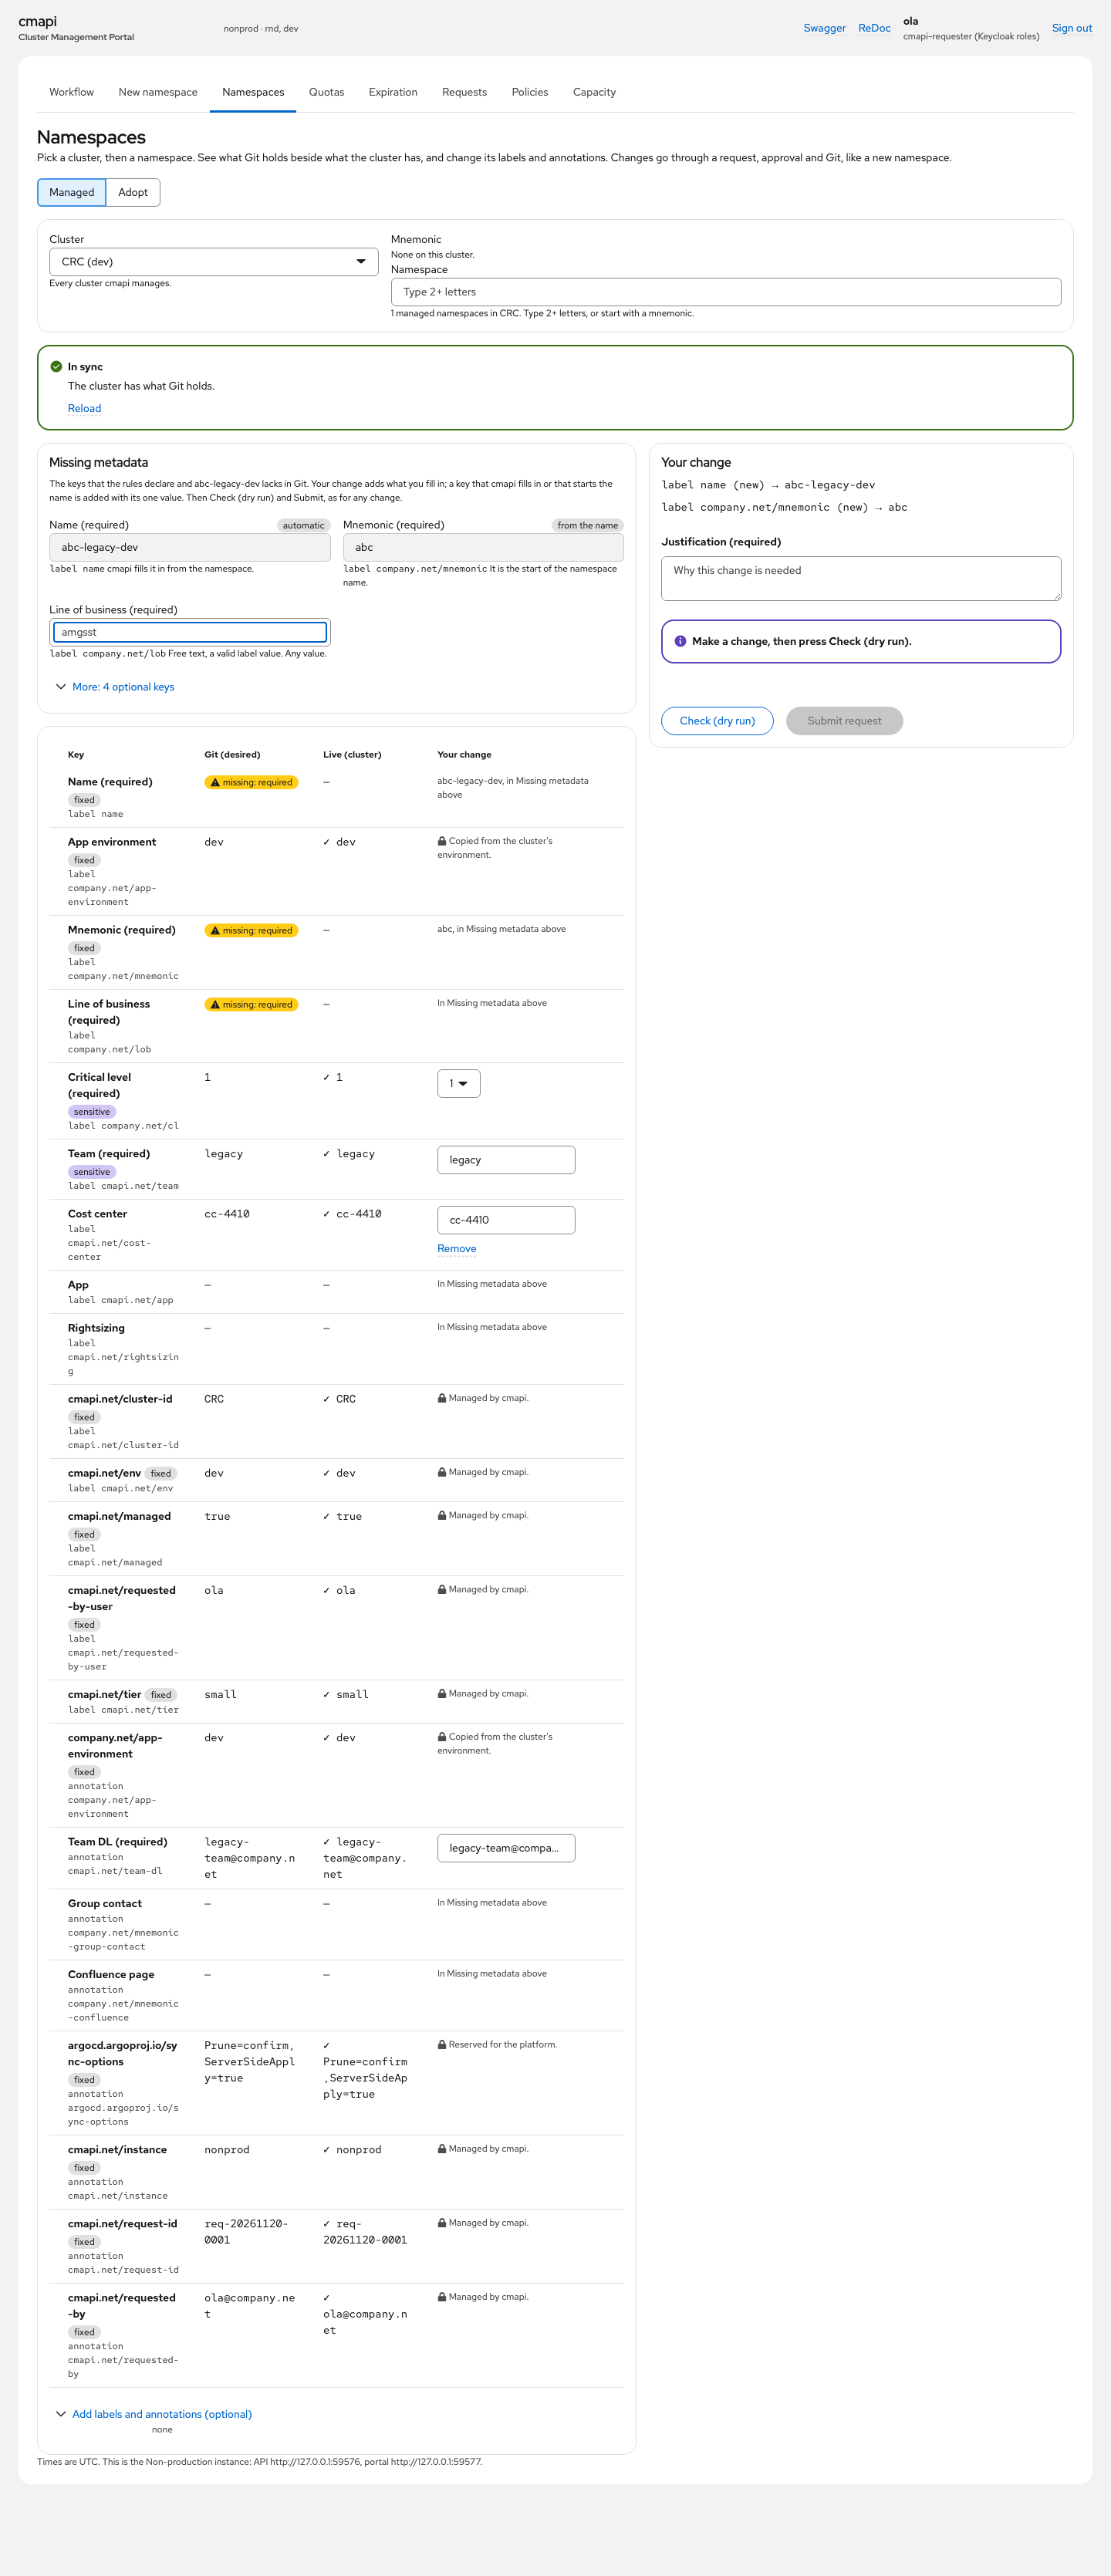 cmapi
Cluster Management Portal
nonprod · rnd, dev
Swagger
ReDoc
ola
cmapi-requester (Keycloak roles)
Sign out
Workflow
New namespace
Namespaces
Quotas
Expiration
Requests
Policies
Capacity
Namespaces
Pick a cluster, then a namespace. See what Git holds beside what the cluster has, and change its labels and annotations. Changes go through a request, approval and Git, like a new namespace.
Managed
Adopt
Cluster
CRC (dev)
Every cluster cmapi manages.
Mnemonic
None on this cluster.
Namespace
Type 2+ letters
1 managed namespaces in CRC. Type 2+ letters, or start with a mnemonic.
In sync
The cluster has what Git holds.
Reload
Missing metadata
The keys that the rules declare and abc-legacy-dev lacks in Git. Your change adds what you fill in; a key that cmapi fills in or that starts the
name is added with its one value. Then Check (dry run) and Submit, as for any change.
Name (required)
automatic
abc-legacy-dev
label name cmapi fills it in from the namespace.
Mnemonic (required)
from the name
abc
label company.net/mnemonic It is the start of the namespace
name.
Line of business (required)
amgsst
label company.net/lob Free text, a valid label value. Any value.
More: 4 optional keys
Your change
label name (new) → abc-legacy-dev
label company.net/mnemonic (new) → abc
Justification (required)
Why this change is needed
Make a change, then press Check (dry run).
Check (dry run)
Submit request
Key
Git (desired)
Live (cluster)
Your change
Name (required)
fixed
label name
missing: required
—
abc-legacy-dev, in Missing metadata
above
App environment
fixed
label
company.net/app-
environment
dev
✓ dev
Copied from the cluster's
environment.
Mnemonic (required)
fixed
label
company.net/mnemonic
missing: required
—
abc, in Missing metadata above
Line of business
(required)
label
company.net/lob
missing: required
—
In Missing metadata above
Critical level
(required)
sensitive
label company.net/cl
1
✓ 1
1
Team (required)
sensitive
label cmapi.net/team
legacy
✓ legacy
legacy
Cost center
label
cmapi.net/cost-
center
cc-4410
✓ cc-4410
cc-4410
Remove
App
label cmapi.net/app
—
—
In Missing metadata above
Rightsizing
label
cmapi.net/rightsizin
g
—
—
In Missing metadata above
cmapi.net/cluster-id
fixed
label
cmapi.net/cluster-id
CRC
✓ CRC
Managed by cmapi.
cmapi.net/env fixed
label cmapi.net/env
dev
✓ dev
Managed by cmapi.
cmapi.net/managed
fixed
label
cmapi.net/managed
true
✓ true
Managed by cmapi.
cmapi.net/requested
-by-user
fixed
label
cmapi.net/requested-
by-user
ola
✓ ola
Managed by cmapi.
cmapi.net/tier fixed
label cmapi.net/tier
small
✓ small
Managed by cmapi.
company.net/app-
environment
fixed
annotation
company.net/app-
environment
dev
✓ dev
Copied from the cluster's
environment.
Team DL (required)
annotation
cmapi.net/team-dl
legacy-
team@company.n
et
✓ legacy-
team@company.
net
legacy-team@compa...
Group contact
annotation
company.net/mnemonic
-group-contact
—
—
In Missing metadata above
Confluence page
annotation
company.net/mnemonic
-confluence
—
—
In Missing metadata above
argocd.argoproj.io/sy
nc-options
fixed
annotation
argocd.argoproj.io/s
ync-options
Prune=confirm,
ServerSideAppl
y=true
✓
Prune=confirm
,ServerSideAp
ply=true
Reserved for the platform.
cmapi.net/instance
fixed
annotation
cmapi.net/instance
nonprod
✓ nonprod
Managed by cmapi.
cmapi.net/request-id
fixed
annotation
cmapi.net/request-id
req-20261120-
0001
✓ req-
20261120-0001
Managed by cmapi.
cmapi.net/requested
-by
fixed
annotation
cmapi.net/requested-
by
ola@company.ne
t
✓
ola@company.n
et
Managed by cmapi.
Add labels and annotations (optional)
none
Times are UTC. This is the Non-production instance: API http://127.0.0.1:59576, portal http://127.0.0.1:59577.